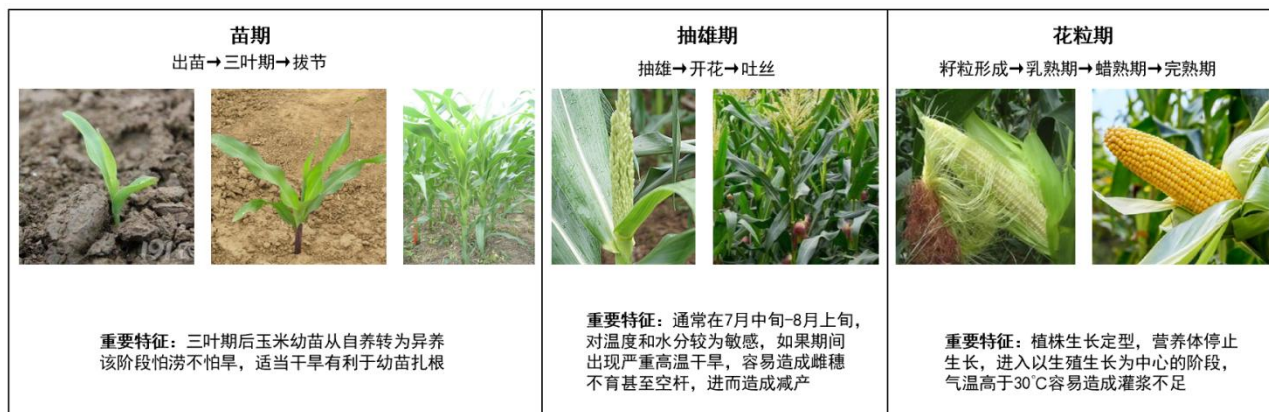 苗期
出苗→三叶期→拔节
重要特征：三叶期后玉米幼苗从自养转为异养
该阶段怕涝不怕旱，适当干旱有利于幼苗扎根
抽雄期
抽雄→开花→吐丝
重要特征：通常在7月中旬-8月上旬，
对温度和水分较为敏感，如果期间
出现严重高温干旱，容易造成雌穗
不育甚至空杆，进而造成减产
花粒期
籽粒形成→乳熟期→蜡熟期→完熟期
重要特征：植株生长定型，营养体停止
生长，进入以生殖生长为中心的阶段，
气温高于30℃容易造成灌浆不足